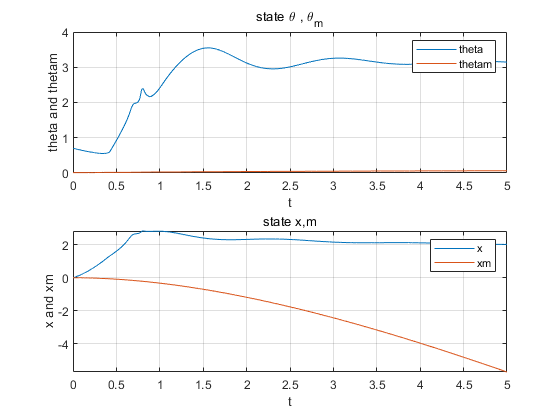 state θ , θm
4
3
2
1
0
theta and thetam
theta
thetam
0 0.5 1 1.5 2 2.5 3 3.5 4 4.5 5
t
state x,m
2
0
-2
-4
x and xm
x
xm
0 0.5 1 1.5 2 2.5 3 3.5 4 4.5 5
t